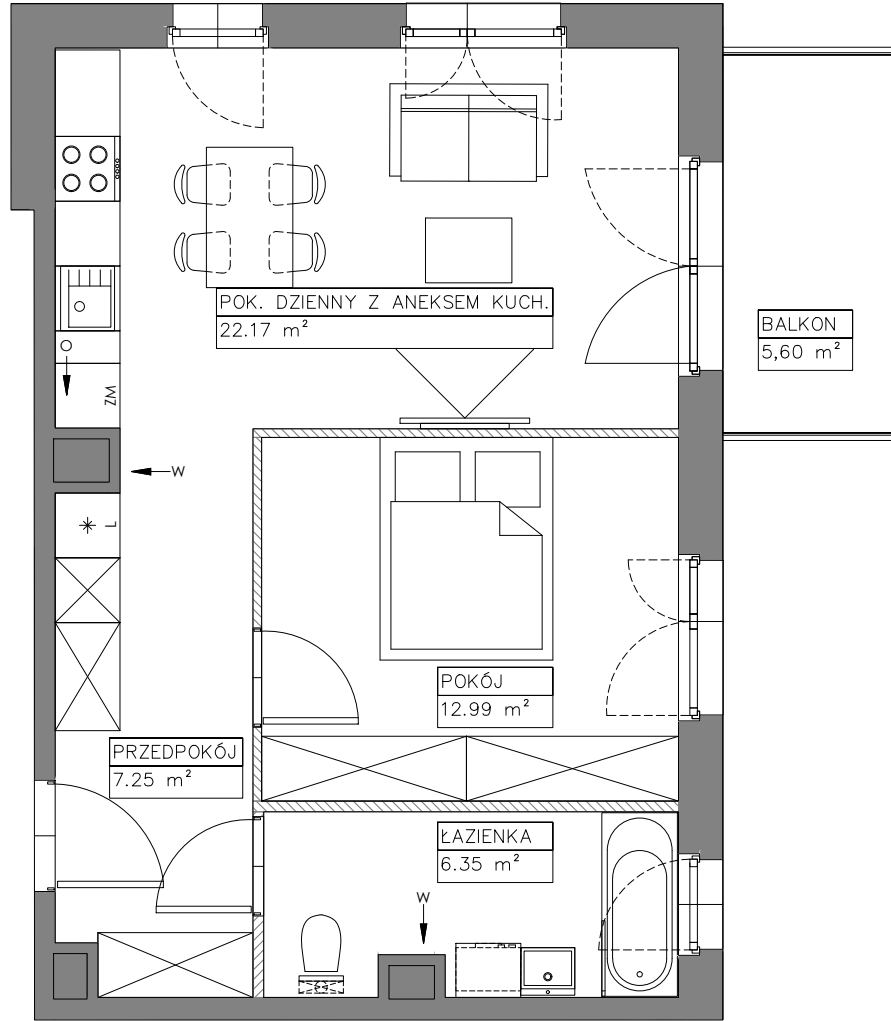 POK. DZIENNY Z ANEKSEM KUCH.
22.17 m²
BALKON
5,60 m²
ZM
W
L
POKÓJ
12.99 m²
PRZEDPOKÓJ
7.25 m²
ŁAZIENKA
6.35 m²
W